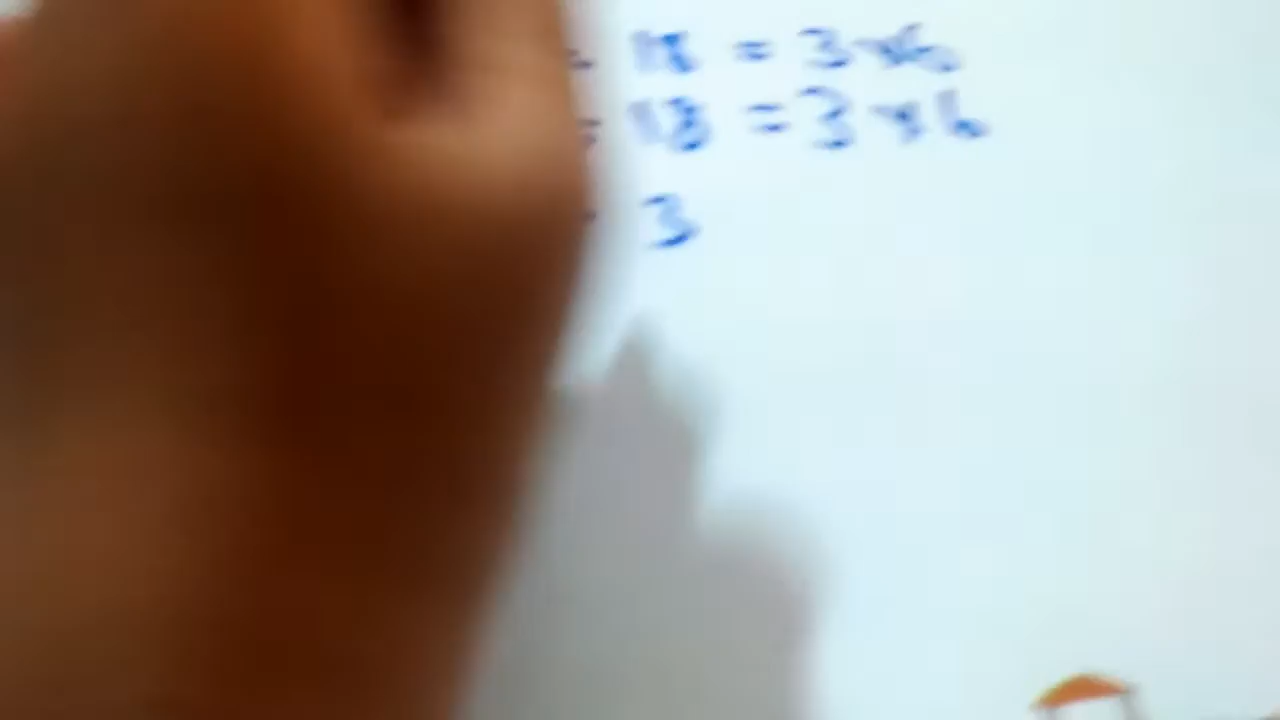 = 18 = 3 × 6
= 18 = 3 × 6
3